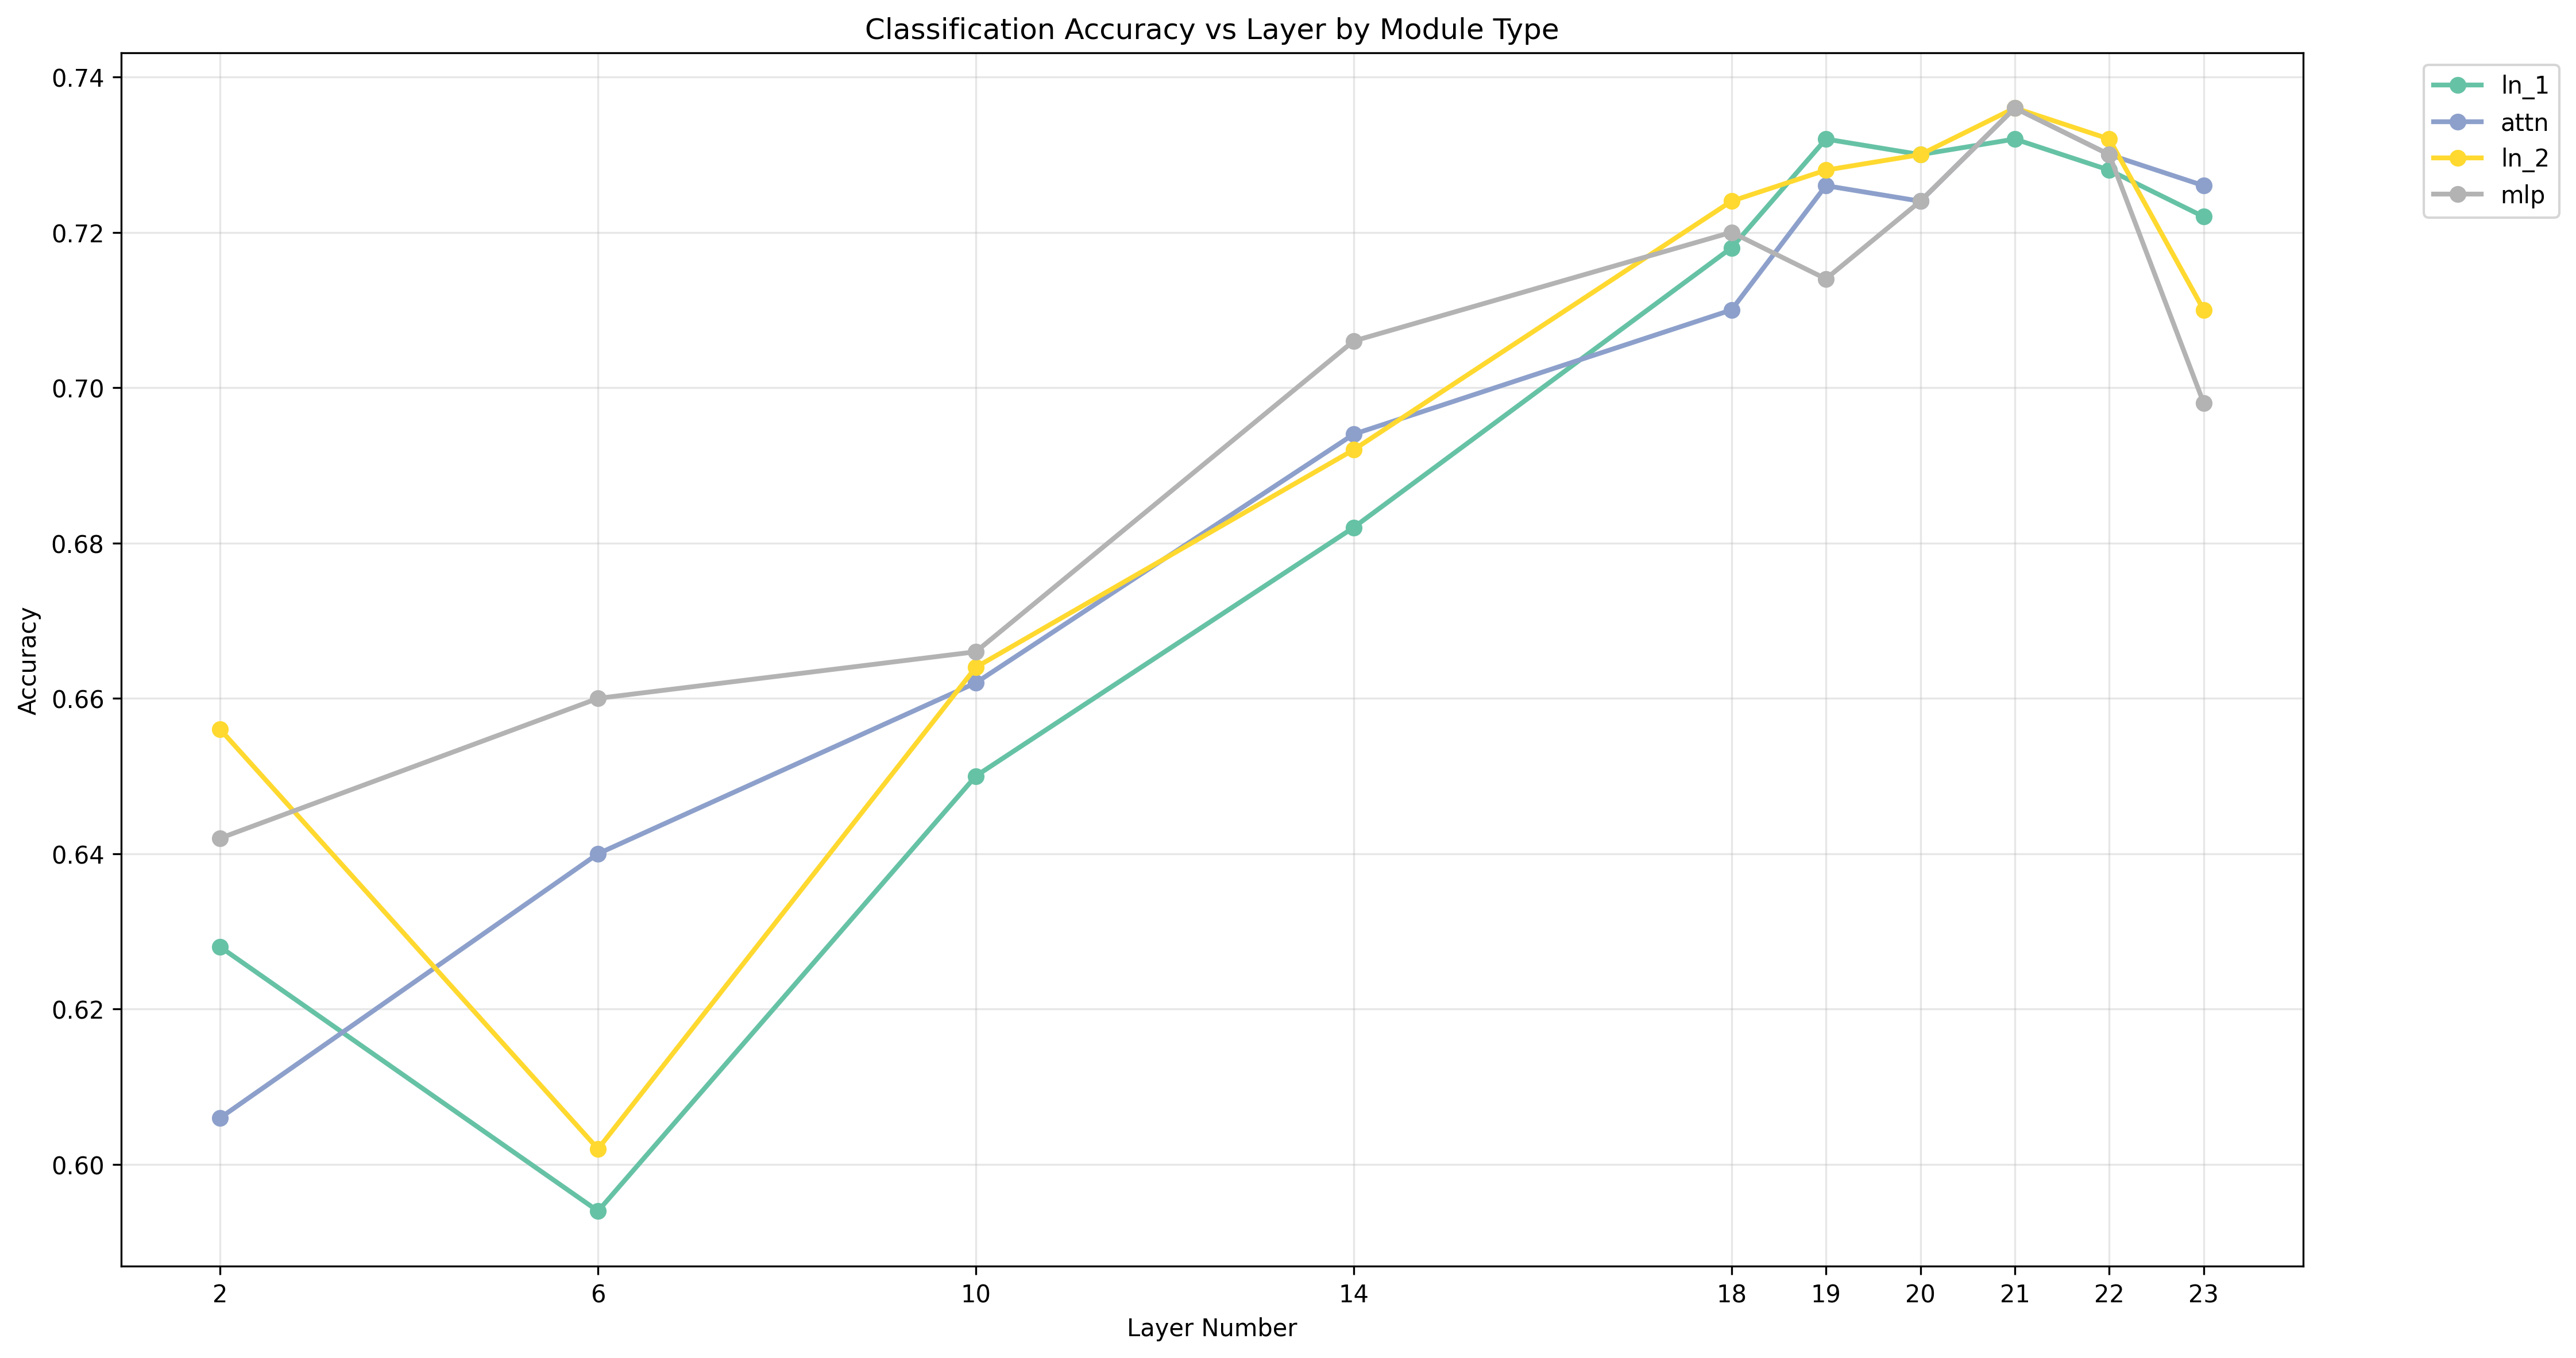 Classification Accuracy vs Layer by Module Type
0.74
0.72
0.70
0.68
0.66
0.64
0.62
0.60
Accuracy
2 6 10 14 18 19 20 21 22 23
Layer Number
ln_1
attn
ln_2
mlp